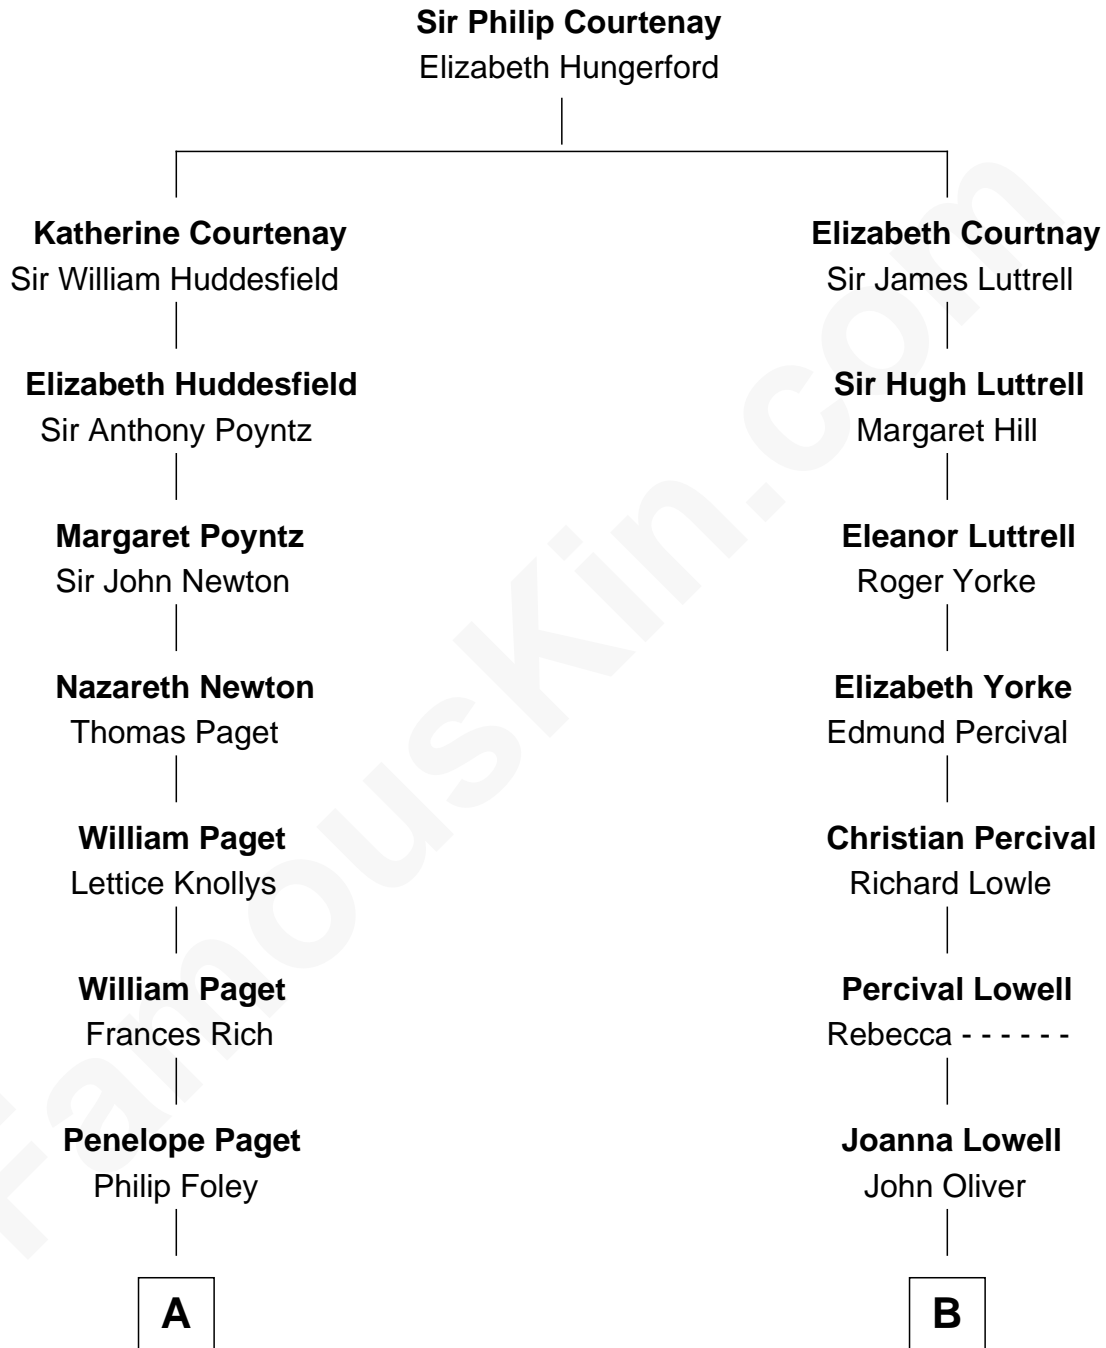 Sir Philip Courtenay
Elizabeth Hungerford
Katherine Courtenay
Sir William Huddesfield
Elizabeth Courtnay
Sir James Luttrell
Elizabeth Huddesfield
Sir Anthony Poyntz
Sir Hugh Luttrell
Margaret Hill
Margaret Poyntz
Sir John Newton
Eleanor Luttrell
Roger Yorke
Nazareth Newton
Thomas Paget
Elizabeth Yorke
Edmund Percival
William Paget
Lettice Knollys
Christian Percival
Richard Lowle
William Paget
Frances Rich
Percival Lowell
Rebecca - - - - - -
Penelope Paget
Philip Foley
Joanna Lowell
John Oliver
A
B
FamousKin.com